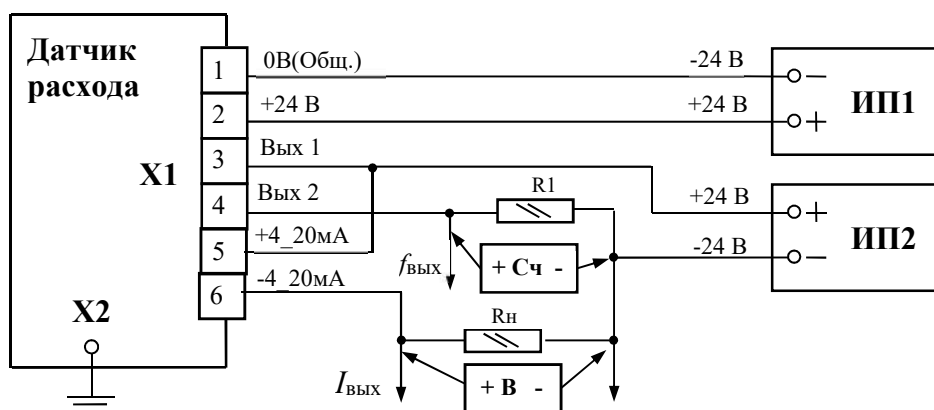 Датчик
расхода
X1
X2
1
2
3
4
5
6
0В(Общ.)
+24 В
Вых 1
Вых 2
+4_20мА
-4_20мА
-24 В
+24 В
ИП1
+24 В
-24 В
ИП2
R1
fвых
+ Сч -
Rн
Iвых
+ В -